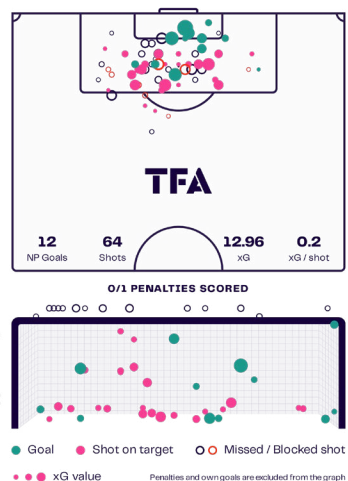 TFA
12 64 12.96 0.2
NP Goals Shots xG xG / shot
0/1 PENALTIES SCORED
Goal Shot on target Missed / Blocked shot
xG value Penalties and own goals are excluded from the graph